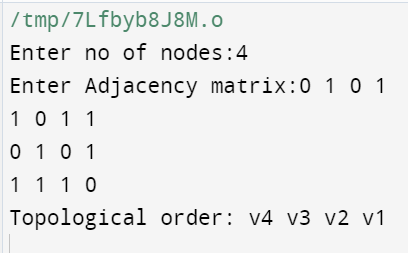 /tmp/7Lfbyb8J8M.o
Enter no of nodes:4
Enter Adjacency matrix:0 1 0 1
1 0 1 1
0 1 0 1
1 1 1 0
Topological order: v4 v3 v2 v1